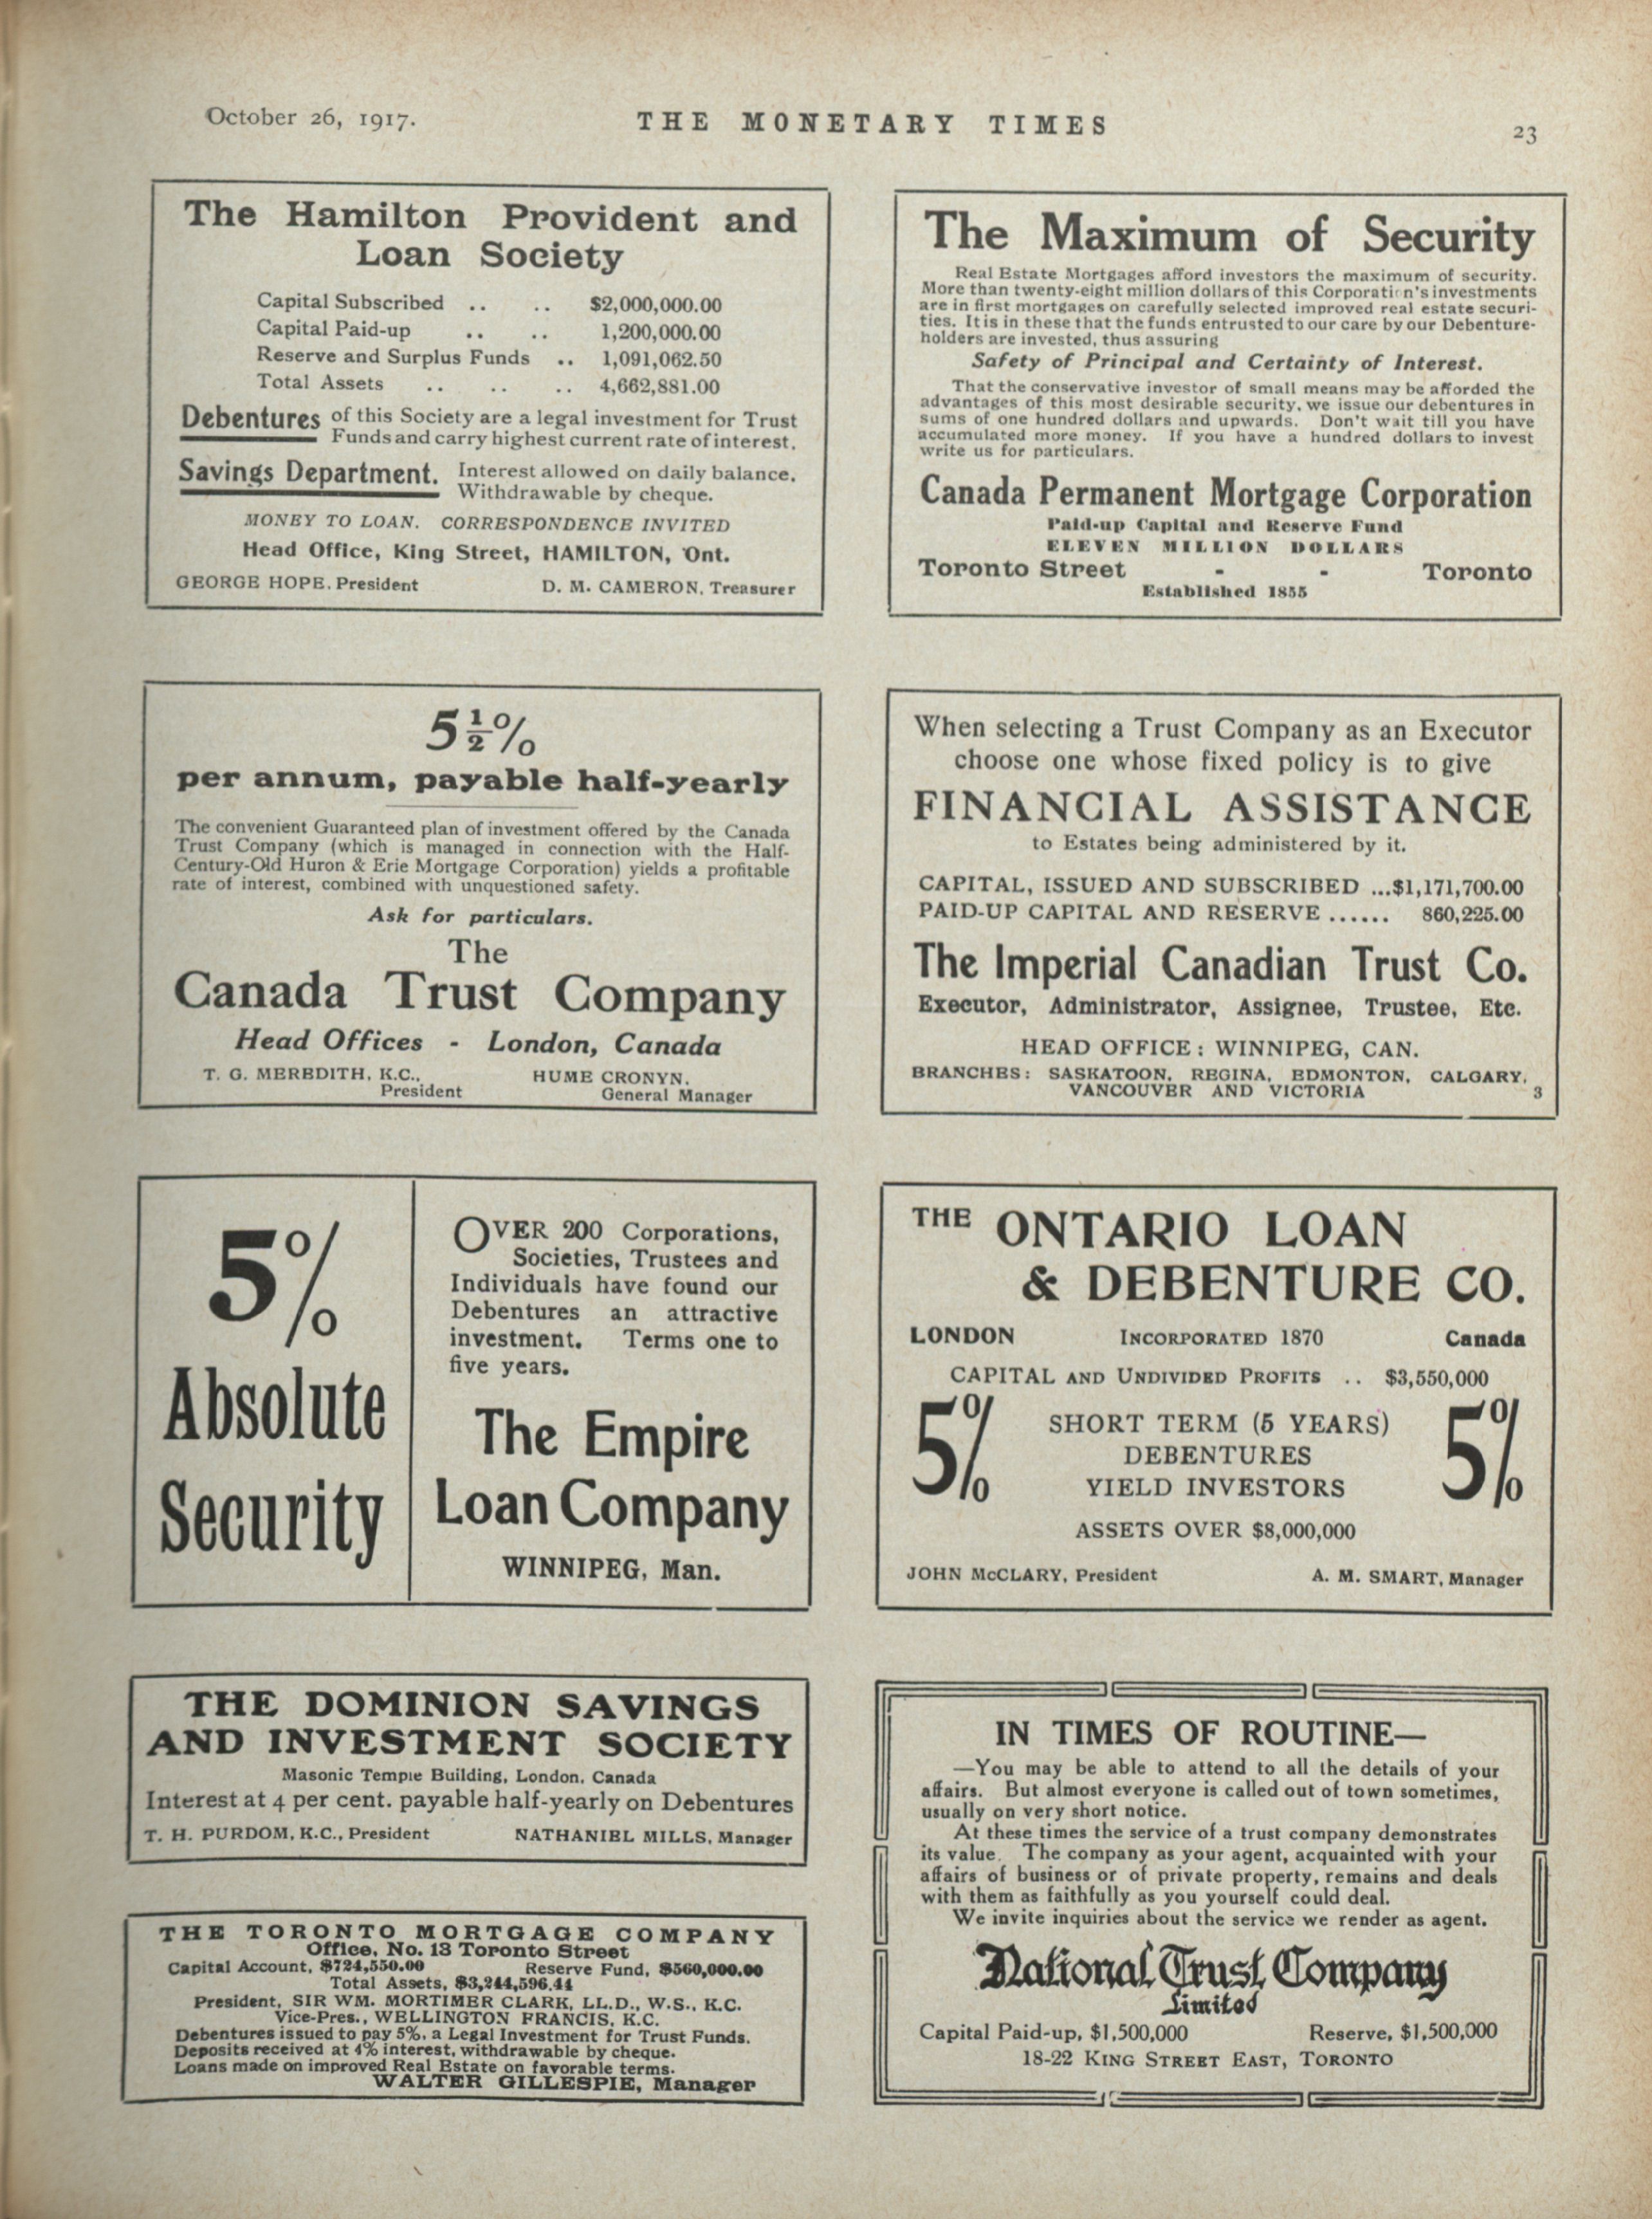 October 26, 1917.
THE MONETARY TIMES
23
The Hamilton Provident and
Loan Society
Capital Subscribed .. .. $2,000,000.00
Capital Paid-up .. .. 1,200,000.00
Reserve and Surplus Funds .. 1,091,062.50
Total Assets .. .. .. 4,662,881.00
Debentures of this Society are a legal investment for Trust
Funds and carry highest current rate of interest.
Savings Department. Interest allowed on daily balance.
Withdrawable by cheque.
MONEY TO LOAN. CORRESPONDENCE INVITED
Head Office, King Street, HAMILTON, Ont.
GEORGE HOPE, President D. M. CAMERON, Treasurer
The Maximum of Security
Real Estate Mortgages afford investors the maximum of security.
More than twenty-eight million dollars of this Corporation's investments
are in first mortgages on carefully selected improved real estate securi-
ties. It is in these that the funds entrusted to our care by our Debenture-
holders are invested, thus assuring
Safety of Principal and Certainty of Interest.
That the conservative investor of small means may be afforded the
advantages of this most desirable security, we issue our debentures in
sums of one hundred dollars and upwards. Don't wait till you have
accumulated more money. If you have a hundred dollars to invest
write us for particulars.
Canada Permanent Mortgage Corporation
Paid-up Capital and Reserve Fund
ELEVEN MILLION DOLLARS
Toronto Street - - Toronto
Established 1855
5½%
per annum, payable half-yearly
The convenient Guaranteed plan of investment offered by the Canada
Trust Company (which is managed in connection with the Half-
Century-Old Huron & Erie Mortgage Corporation) yields a profitable
rate of interest, combined with unquestioned safety.
Ask for particulars.
The
Canada Trust Company
Head Offices - London, Canada
T. G. MEREDITH, K.C., HUME CRONYN,
President General Manager
When selecting a Trust Company as an Executor
choose one whose fixed policy is to give
FINANCIAL ASSISTANCE
to Estates being administered by it.
CAPITAL, ISSUED AND SUBSCRIBED ...$1,171,700.00
PAID-UP CAPITAL AND RESERVE ...... 860,225.00
The Imperial Canadian Trust Co.
Executor, Administrator, Assignee, Trustee, Etc.
HEAD OFFICE: WINNIPEG, CAN.
BRANCHES: SASKATOON, REGINA, EDMONTON, CALGARY,
VANCOUVER AND VICTORIA 3
5%
Absolute
Security
OVER 200 Corporations,
Societies, Trustees and
Individuals have found our
Debentures an attractive
investment. Terms one to
five years.
The Empire
Loan Company
WINNIPEG, Man.
THE ONTARIO LOAN
& DEBENTURE CO.
LONDON INCORPORATED 1870 Canada
CAPITAL AND UNDIVIDED PROFITS .. $3,550,000
5% SHORT TERM (5 YEARS) 5%
DEBENTURES
YIELD INVESTORS
ASSETS OVER $8,000,000
JOHN McCLARY, President A. M. SMART, Manager
THE DOMINION SAVINGS
AND INVESTMENT SOCIETY
Masonic Temple Building, London, Canada
Interest at 4 per cent. payable half-yearly on Debentures
T. H. PURDOM, K.C., President NATHANIEL MILLS, Manager
THE TORONTO MORTGAGE COMPANY
Office, No. 13 Toronto Street
Capital Account, $724,550.00 Reserve Fund, $560,000.00
Total Assets, $3,244,596.44
President, SIR WM. MORTIMER CLARK, LL.D., W.S., K.C.
Vice-Pres., WELLINGTON FRANCIS, K.C.
Debentures issued to pay 5%, a Legal Investment for Trust Funds.
Deposits received at 4% interest, withdrawable by cheque.
Loans made on improved Real Estate on favorable terms.
WALTER GILLESPIE, Manager
IN TIMES OF ROUTINE—
—You may be able to attend to all the details of your
affairs. But almost everyone is called out of town sometimes,
usually on very short notice.
At these times the service of a trust company demonstrates
its value. The company as your agent, acquainted with your
affairs of business or of private property, remains and deals
with them as faithfully as you yourself could deal.
We invite inquiries about the service we render as agent.
National Trust Company
Limited
Capital Paid-up, $1,500,000 Reserve, $1,500,000
18-22 KING STREET EAST, TORONTO